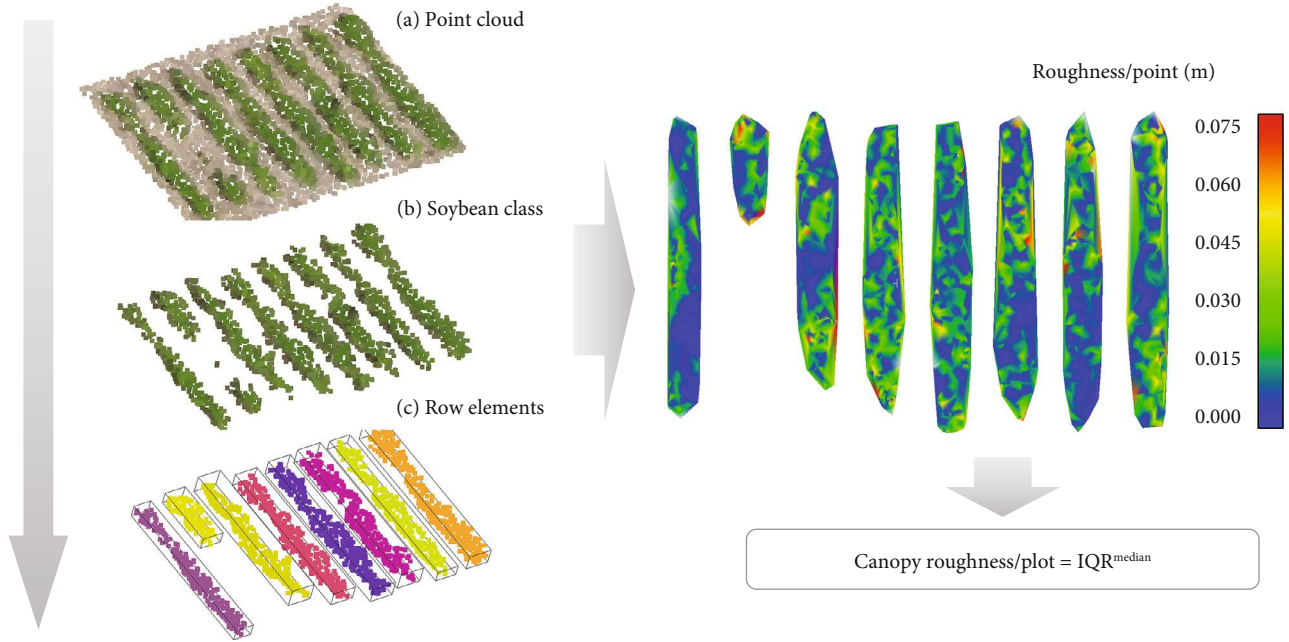 (a) Point cloud
(b) Soybean class
(c) Row elements
Roughness/point (m)
0.075
0.060
0.045
0.030
0.015
0.000
Canopy roughness/plot = IQR^median